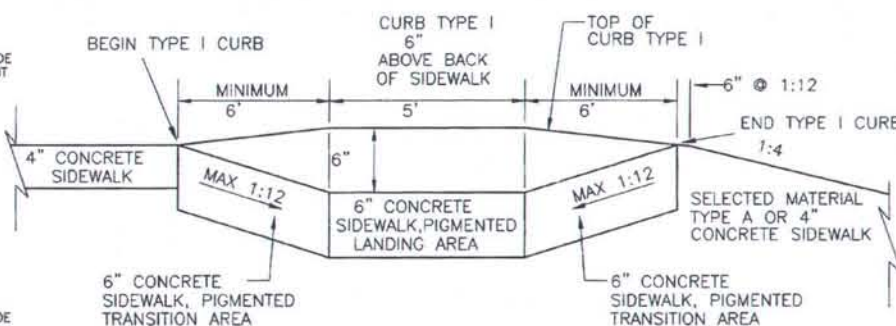 CURB TYPE I
6"
ABOVE BACK
OF SIDEWALK
TOP OF
CURB TYPE I
BEGIN TYPE I CURB
DE
NT
MINIMUM
6'
5'
MINIMUM
6'
6" @ 1:12
END TYPE I CURB
1:4
4" CONCRETE
SIDEWALK
6"
MAX 1:12
MAX 1:12
6" CONCRETE
SIDEWALK,PIGMENTED
LANDING AREA
SELECTED MATERIAL
TYPE A OR 4"
CONCRETE SIDEWALK
6" CONCRETE
SIDEWALK, PIGMENTED
TRANSITION AREA
6" CONCRETE
SIDEWALK, PIGMENTED
TRANSITION AREA
DE